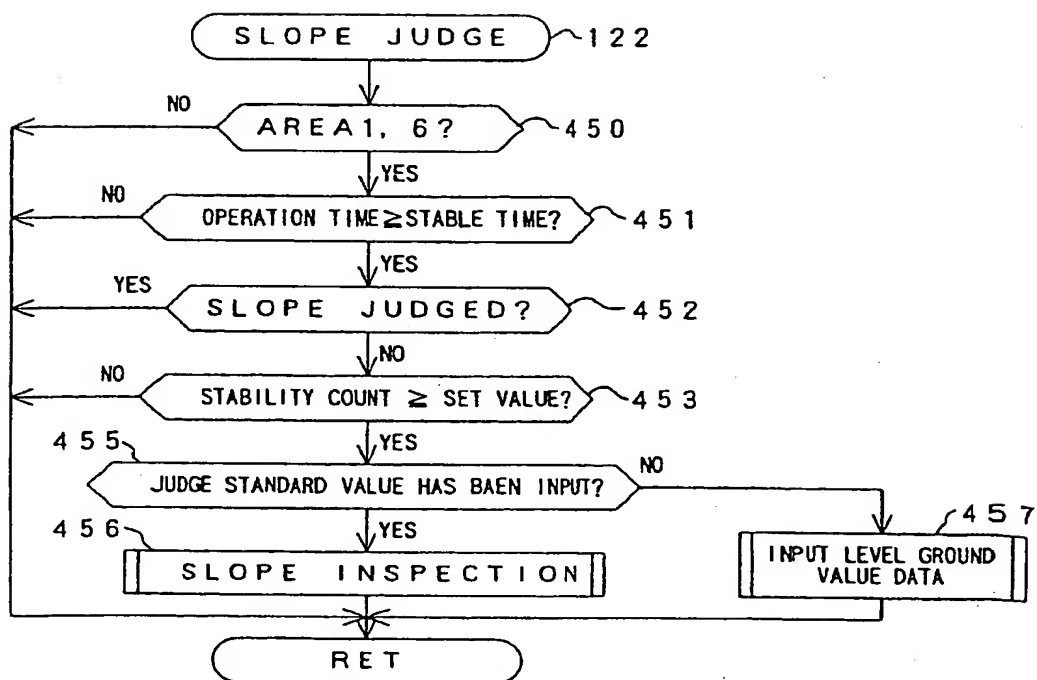 SLOPE JUDGE
122
NO
AREA1, 6?
450
YES
NO
OPERATION TIME≧STABLE TIME?
451
YES
YES
SLOPE JUDGED?
452
NO
NO
STABILITY COUNT ≧ SET VALUE?
453
YES
455
NO
JUDGE STANDARD VALUE HAS BAEN INPUT?
YES
456
457
SLOPE INSPECTION
INPUT LEVEL GROUND
VALUE DATA
RET